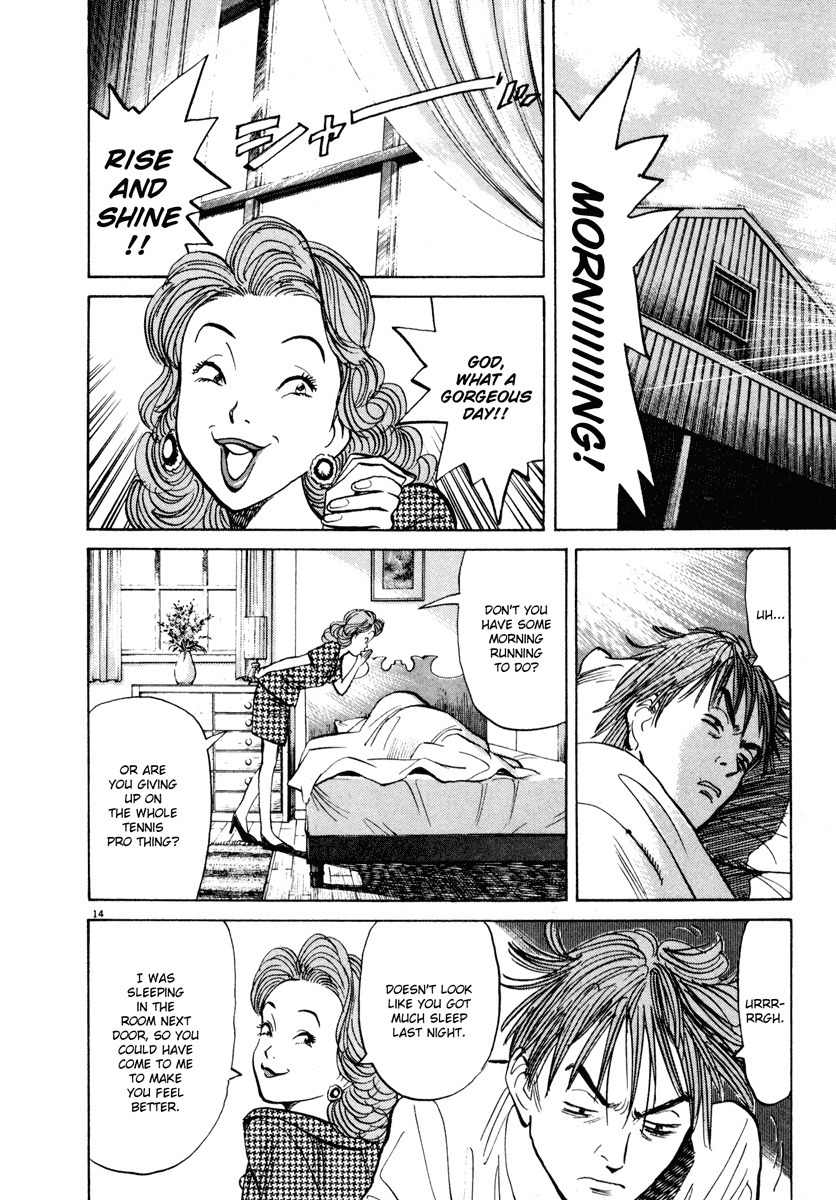 MORNIIIIIING!
シャーーッ
RISE
AND
SHINE
!!
GOD,
WHAT A
GORGEOUS
DAY!!
UH...
DON'T YOU
HAVE SOME
MORNING
RUNNING
TO DO?
OR ARE
YOU GIVING
UP ON
THE WHOLE
TENNIS
PRO THING?
URRR-
RRGH.
DOESN'T LOOK
LIKE YOU GOT
MUCH SLEEP
LAST NIGHT.
I WAS
SLEEPING
IN THE
ROOM NEXT
DOOR, SO YOU
COULD HAVE
COME TO ME
TO MAKE
YOU FEEL
BETTER.
14